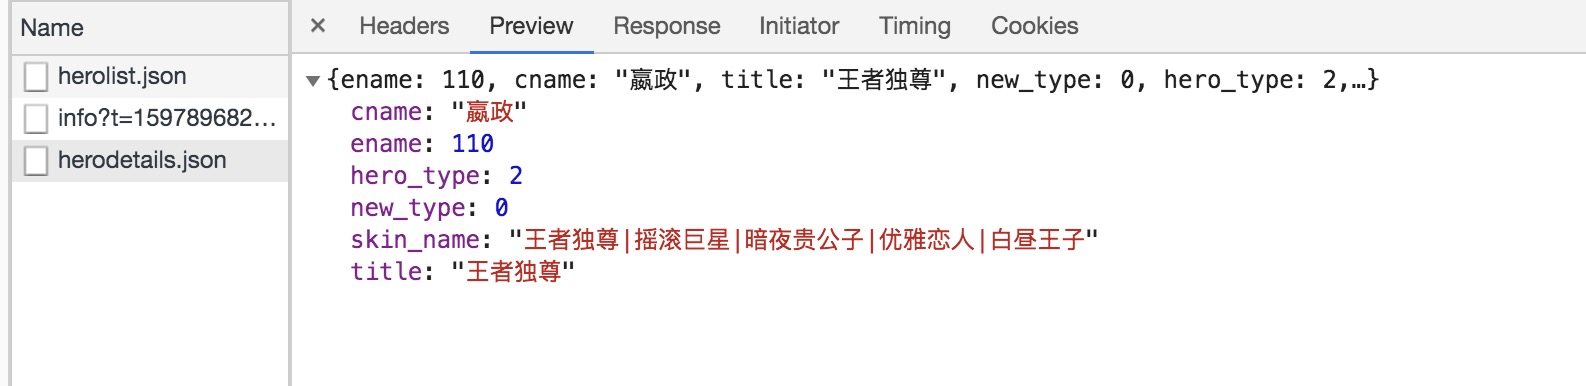 Name
herolist.json
info?t=159789682...
herodetails.json
× Headers Preview Response Initiator Timing Cookies
▼{ename: 110, cname: "嬴政", title: "王者独尊", new_type: 0, hero_type: 2,…}
cname: "嬴政"
ename: 110
hero_type: 2
new_type: 0
skin_name: "王者独尊|摇滚巨星|暗夜贵公子|优雅恋人|白昼王子"
title: "王者独尊"